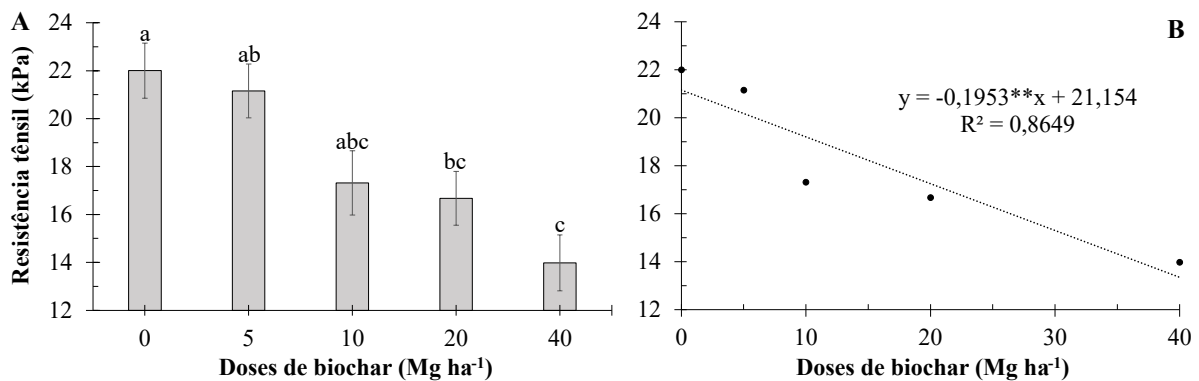 A
Resistência tênsil (kPa)
24
22
20
18
16
14
12
a
ab
abc
bc
c
0 5 10 20 40
Doses de biochar (Mg ha⁻¹)
B
24
22
20
18
16
14
12
y = -0,1953**x + 21,154
R² = 0,8649
0 10 20 30 40
Doses de biochar (Mg ha⁻¹)